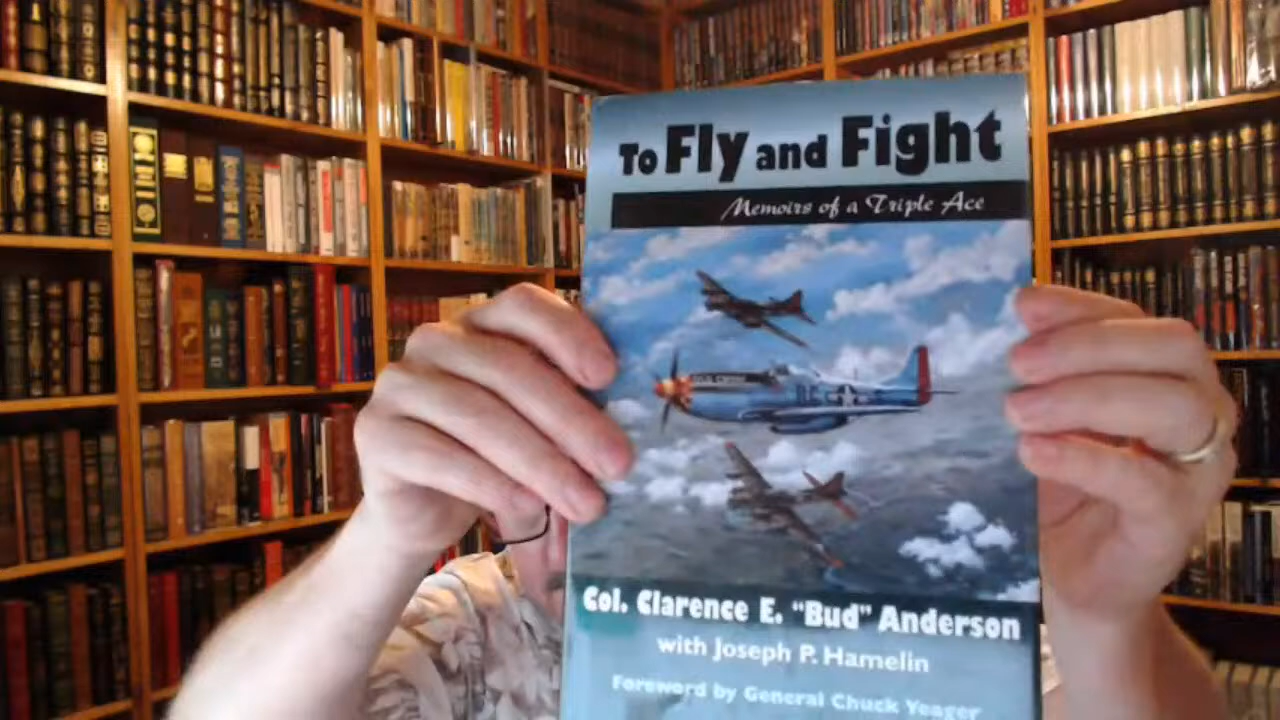 To Fly and Fight
Memoirs of a Triple Ace
Col. Clarence E. "Bud" Anderson
with Joseph P. Hamelin
Foreword by General Chuck Yeager